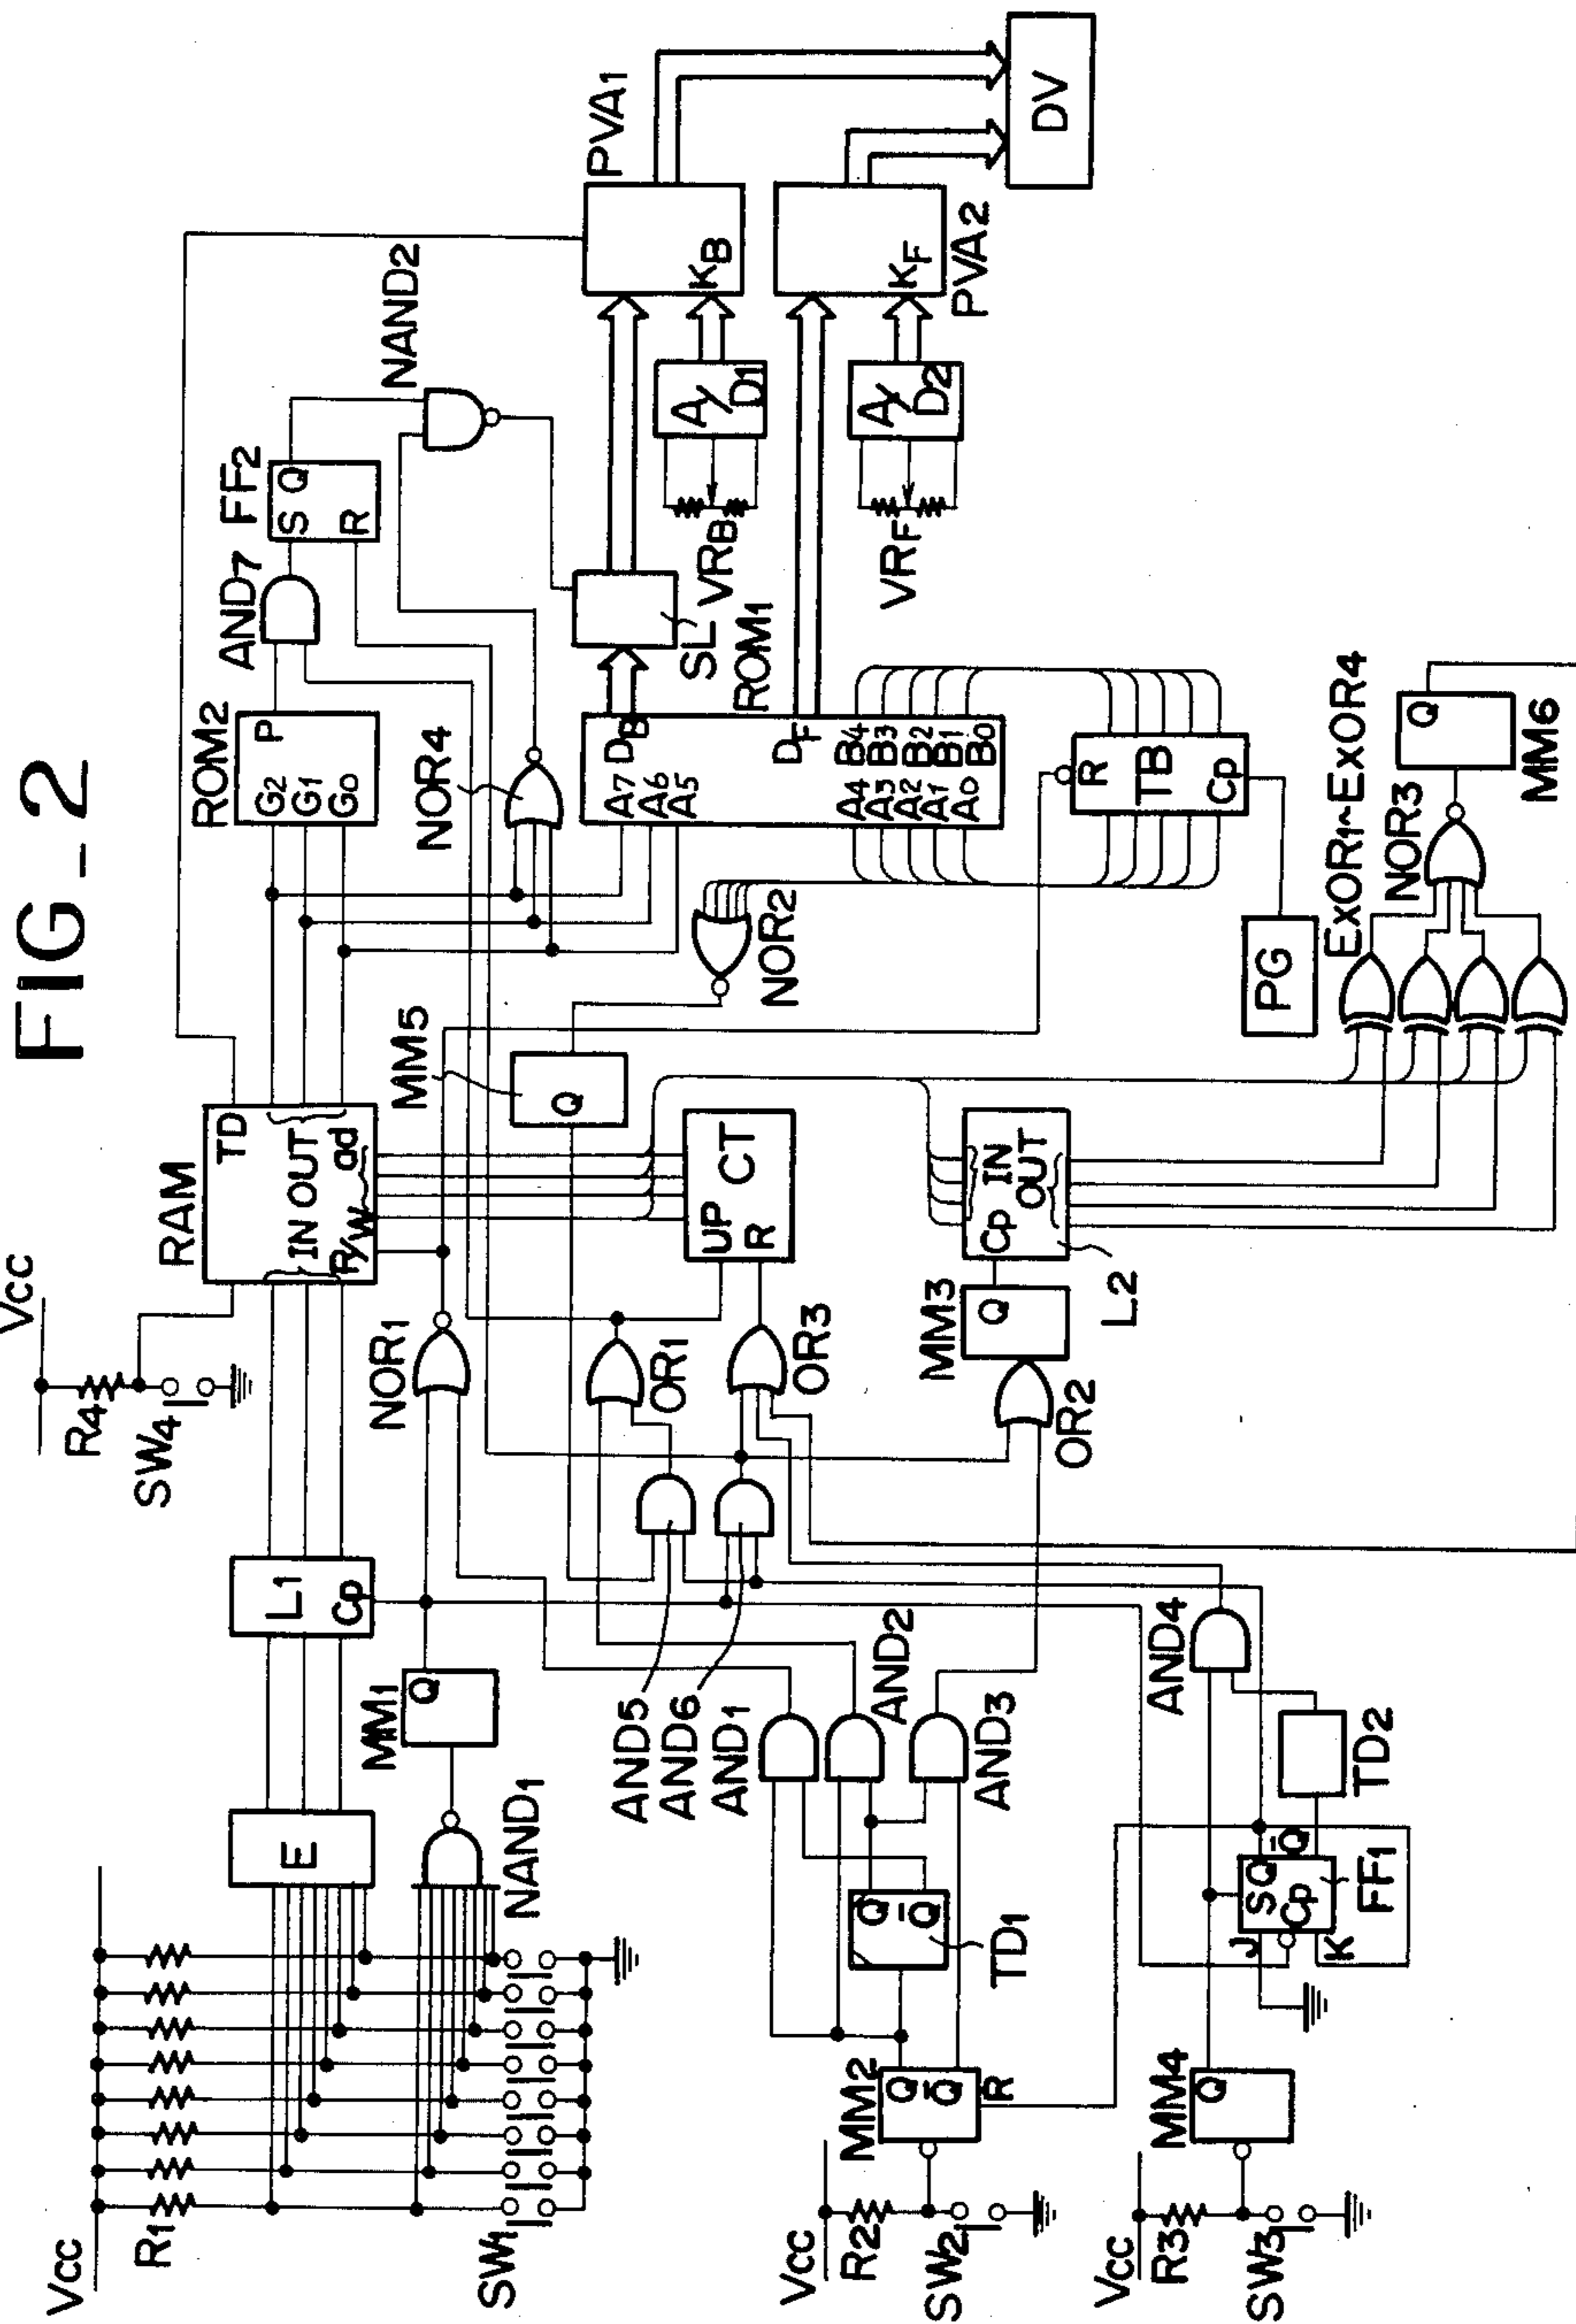 FIG_2
Vcc
R1
SW1
E
NAND1
MM1
Q
L1
Cp
Vcc
R4
SW4
RAM
TD
IN OUT
R/W
ad
NOR1
ROM2
G2
G1
G0
P
AND7
FF2
S Q
R
NAND2
NOR4
MM5
Q
NOR2
CT
UP
R
OR1
OR3
AND5
AND6
AND1
AND2
AND3
MM2
Q
Q̄
R
Vcc
R2
SW2
TD1
Q
Q̄
OR2
MM3
Q
L2
Cp
IN
OUT
Vcc
R3
SW3
MM4
Q
FF1
J
S Q
Cp
Q̄
K
TD2
AND4
ROM1
A7
A6
A5
A4
A3
A2
A1
A0
DB
DF
B4
B3
B2
B1
B0
TB
R
Cp
PG
SL
VRB
A/D1
VRF
A/D2
PVA1
KB
PVA2
KF
DV
ExOR1~ExOR4
NOR3
MM6
Q